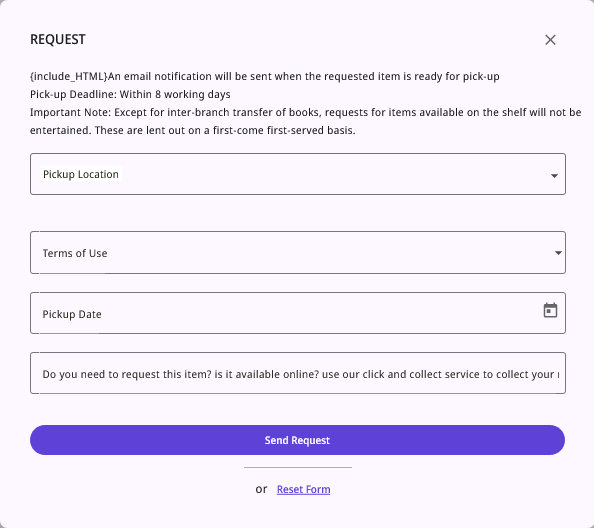 REQUEST
{include_HTML}An email notification will be sent when the requested item is ready for pick-up
Pick-up Deadline: Within 8 working days
Important Note: Except for inter-branch transfer of books, requests for items available on the shelf will not be
entertained. These are lent out on a first-come first-served basis.
Pickup Location
Terms of Use
Pickup Date
Do you need to request this item? is it available online? use our click and collect service to collect your
Send Request
or Reset Form